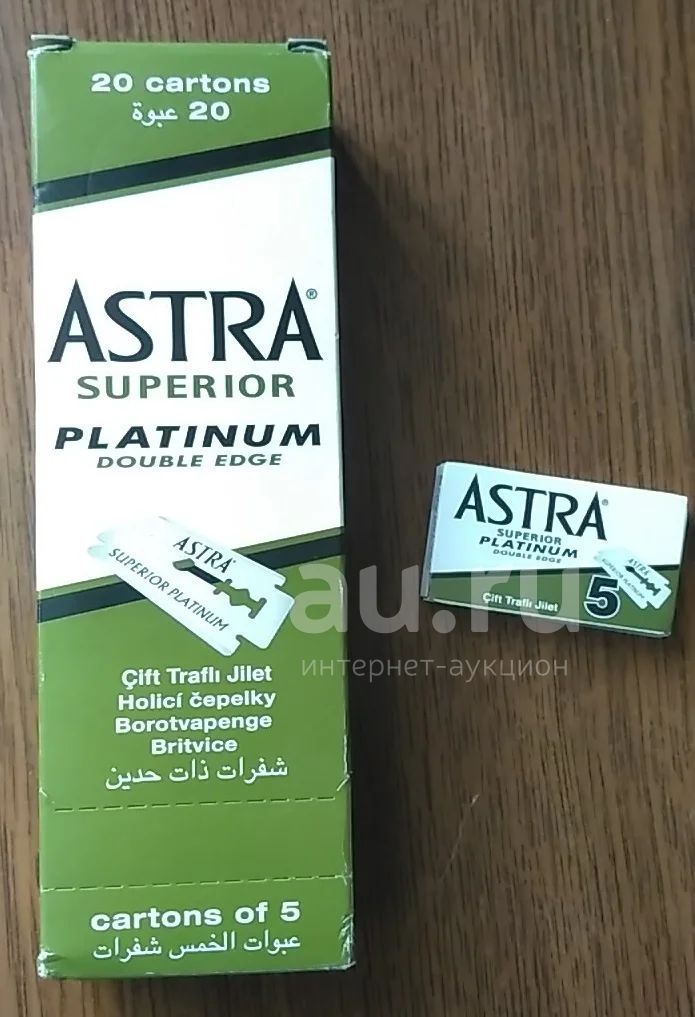 20 cartons
20 عبوة
ASTRA®
SUPERIOR
PLATINUM
DOUBLE EDGE
ASTRA®
SUPERIOR PLATINUM
Çift Traflı Jilet
Holicí čepelky
Borotvapenge
Britvice
شفرات ذات حدين
cartons of 5
عبوات الخمس شفرات
ASTRA®
SUPERIOR
PLATINUM
DOUBLE EDGE
ASTRA
SUPERIOR PLATINUM
Çift Traflı Jilet
5
au.ru
интернет-аукцион